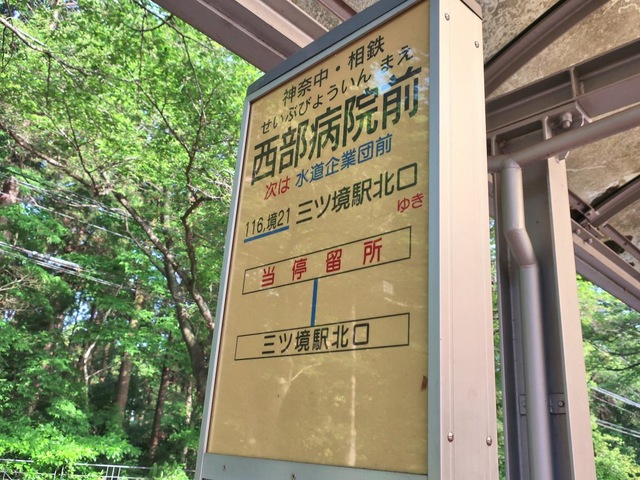 神奈中・相鉄
せいぶびょういんまえ
西部病院前
次は 水道企業団前
116,境21 三ツ境駅北口 ゆき
当停留所
三ツ境駅北口